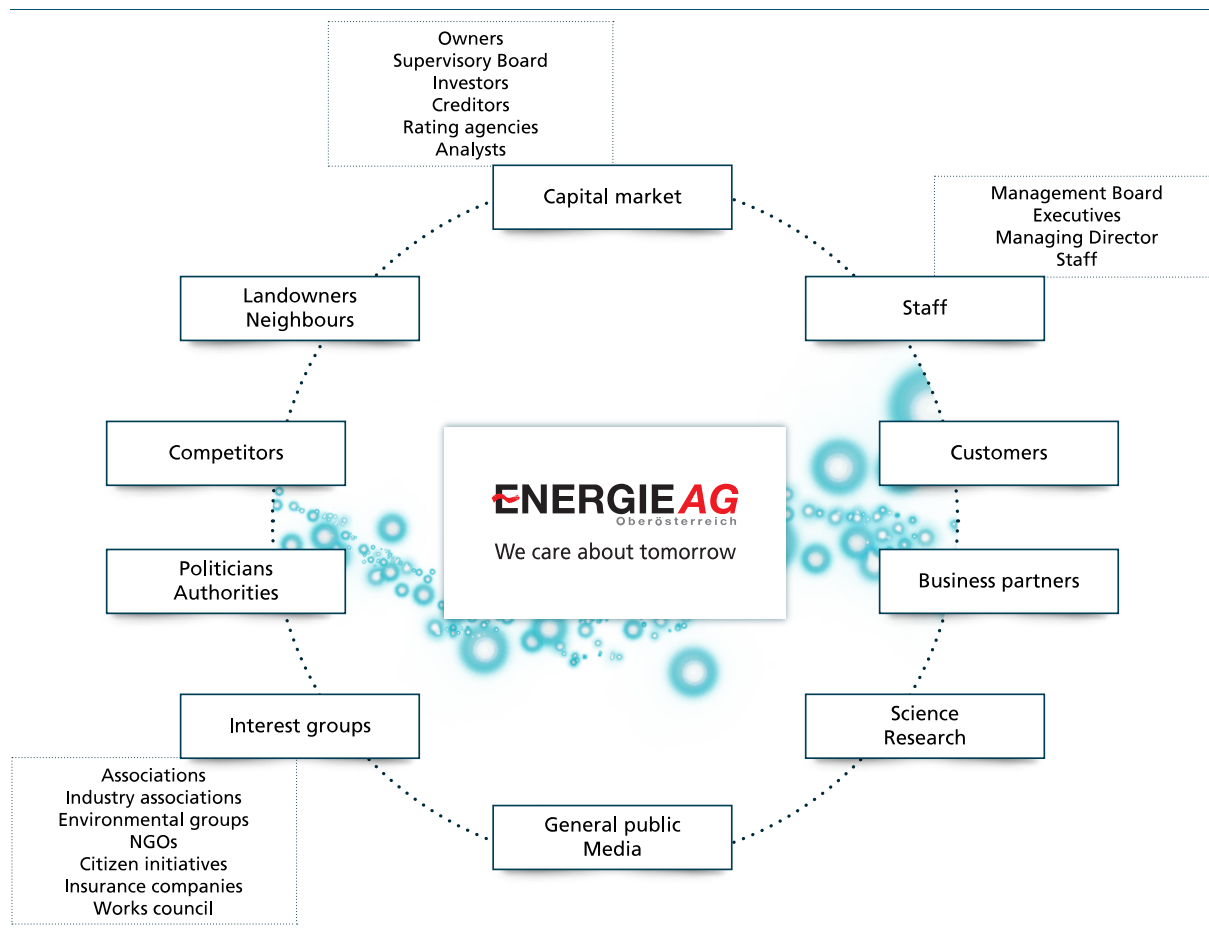 Owners
Supervisory Board
Investors
Creditors
Rating agencies
Analysts
Capital market
Management Board
Executives
Managing Director
Staff
Landowners
Neighbours
Staff
Competitors
Customers
ENERGIE AG
Oberösterreich
We care about tomorrow
Politicians
Authorities
Business partners
Interest groups
Science
Research
Associations
Industry associations
Environmental groups
NGOs
Citizen initiatives
Insurance companies
Works council
General public
Media